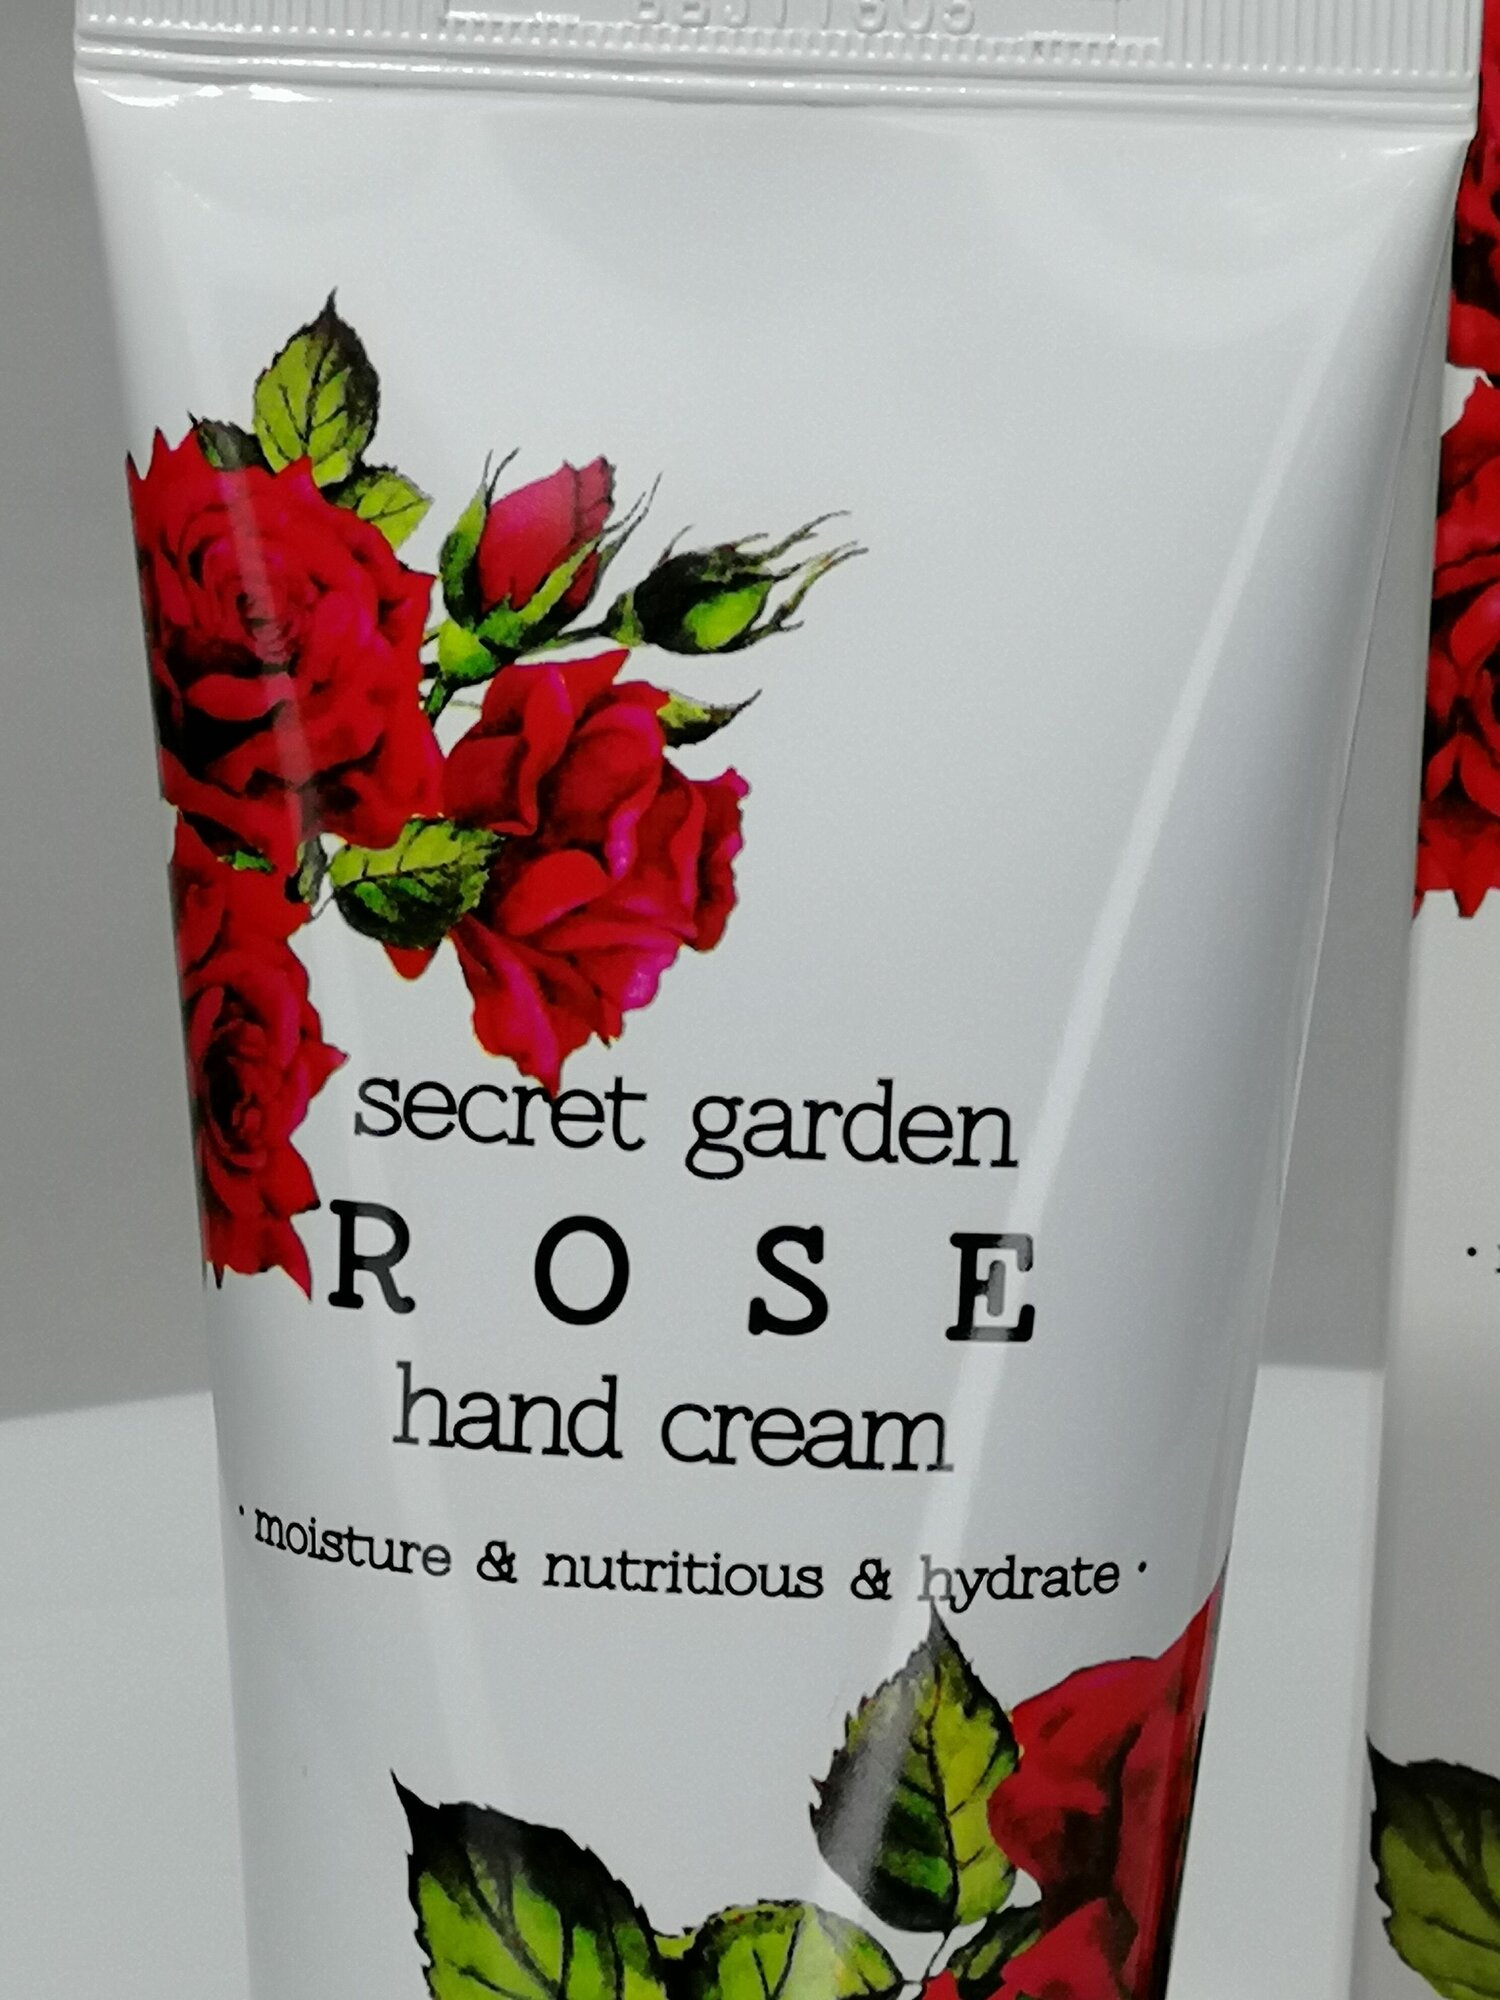 secret garden
ROSE
hand cream
· moisture & nutritious & hydrate ·